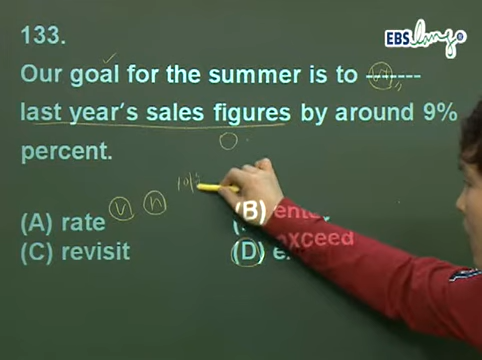 133.
EBS lingo
Our goal for the summer is to -------
last year's sales figures by around 9%
percent.
v n
(A) rate (B)
(C) revisit (D) exceed